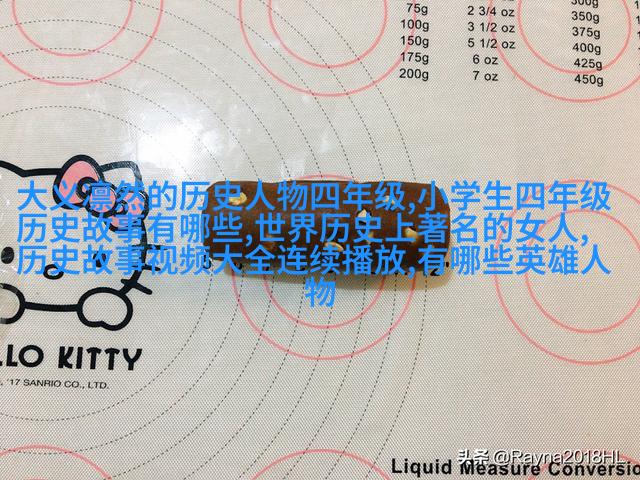 300g
75g 2 3/4 oz 350g
100g 3 1/2 oz 375g
150g 5 1/2 oz 400g
175g 6 oz 425g
200g 7 oz 450g
大义凛然的历史人物四年级,小学生四年级
历史故事有哪些,世界历史上著名的女人,
历史故事视频大全连续播放,有哪些英雄人
物
LLO KITTY
'17 SANRIO CO., LTD.
头条 @Rayna2018HL
Liquid Measure Conversio